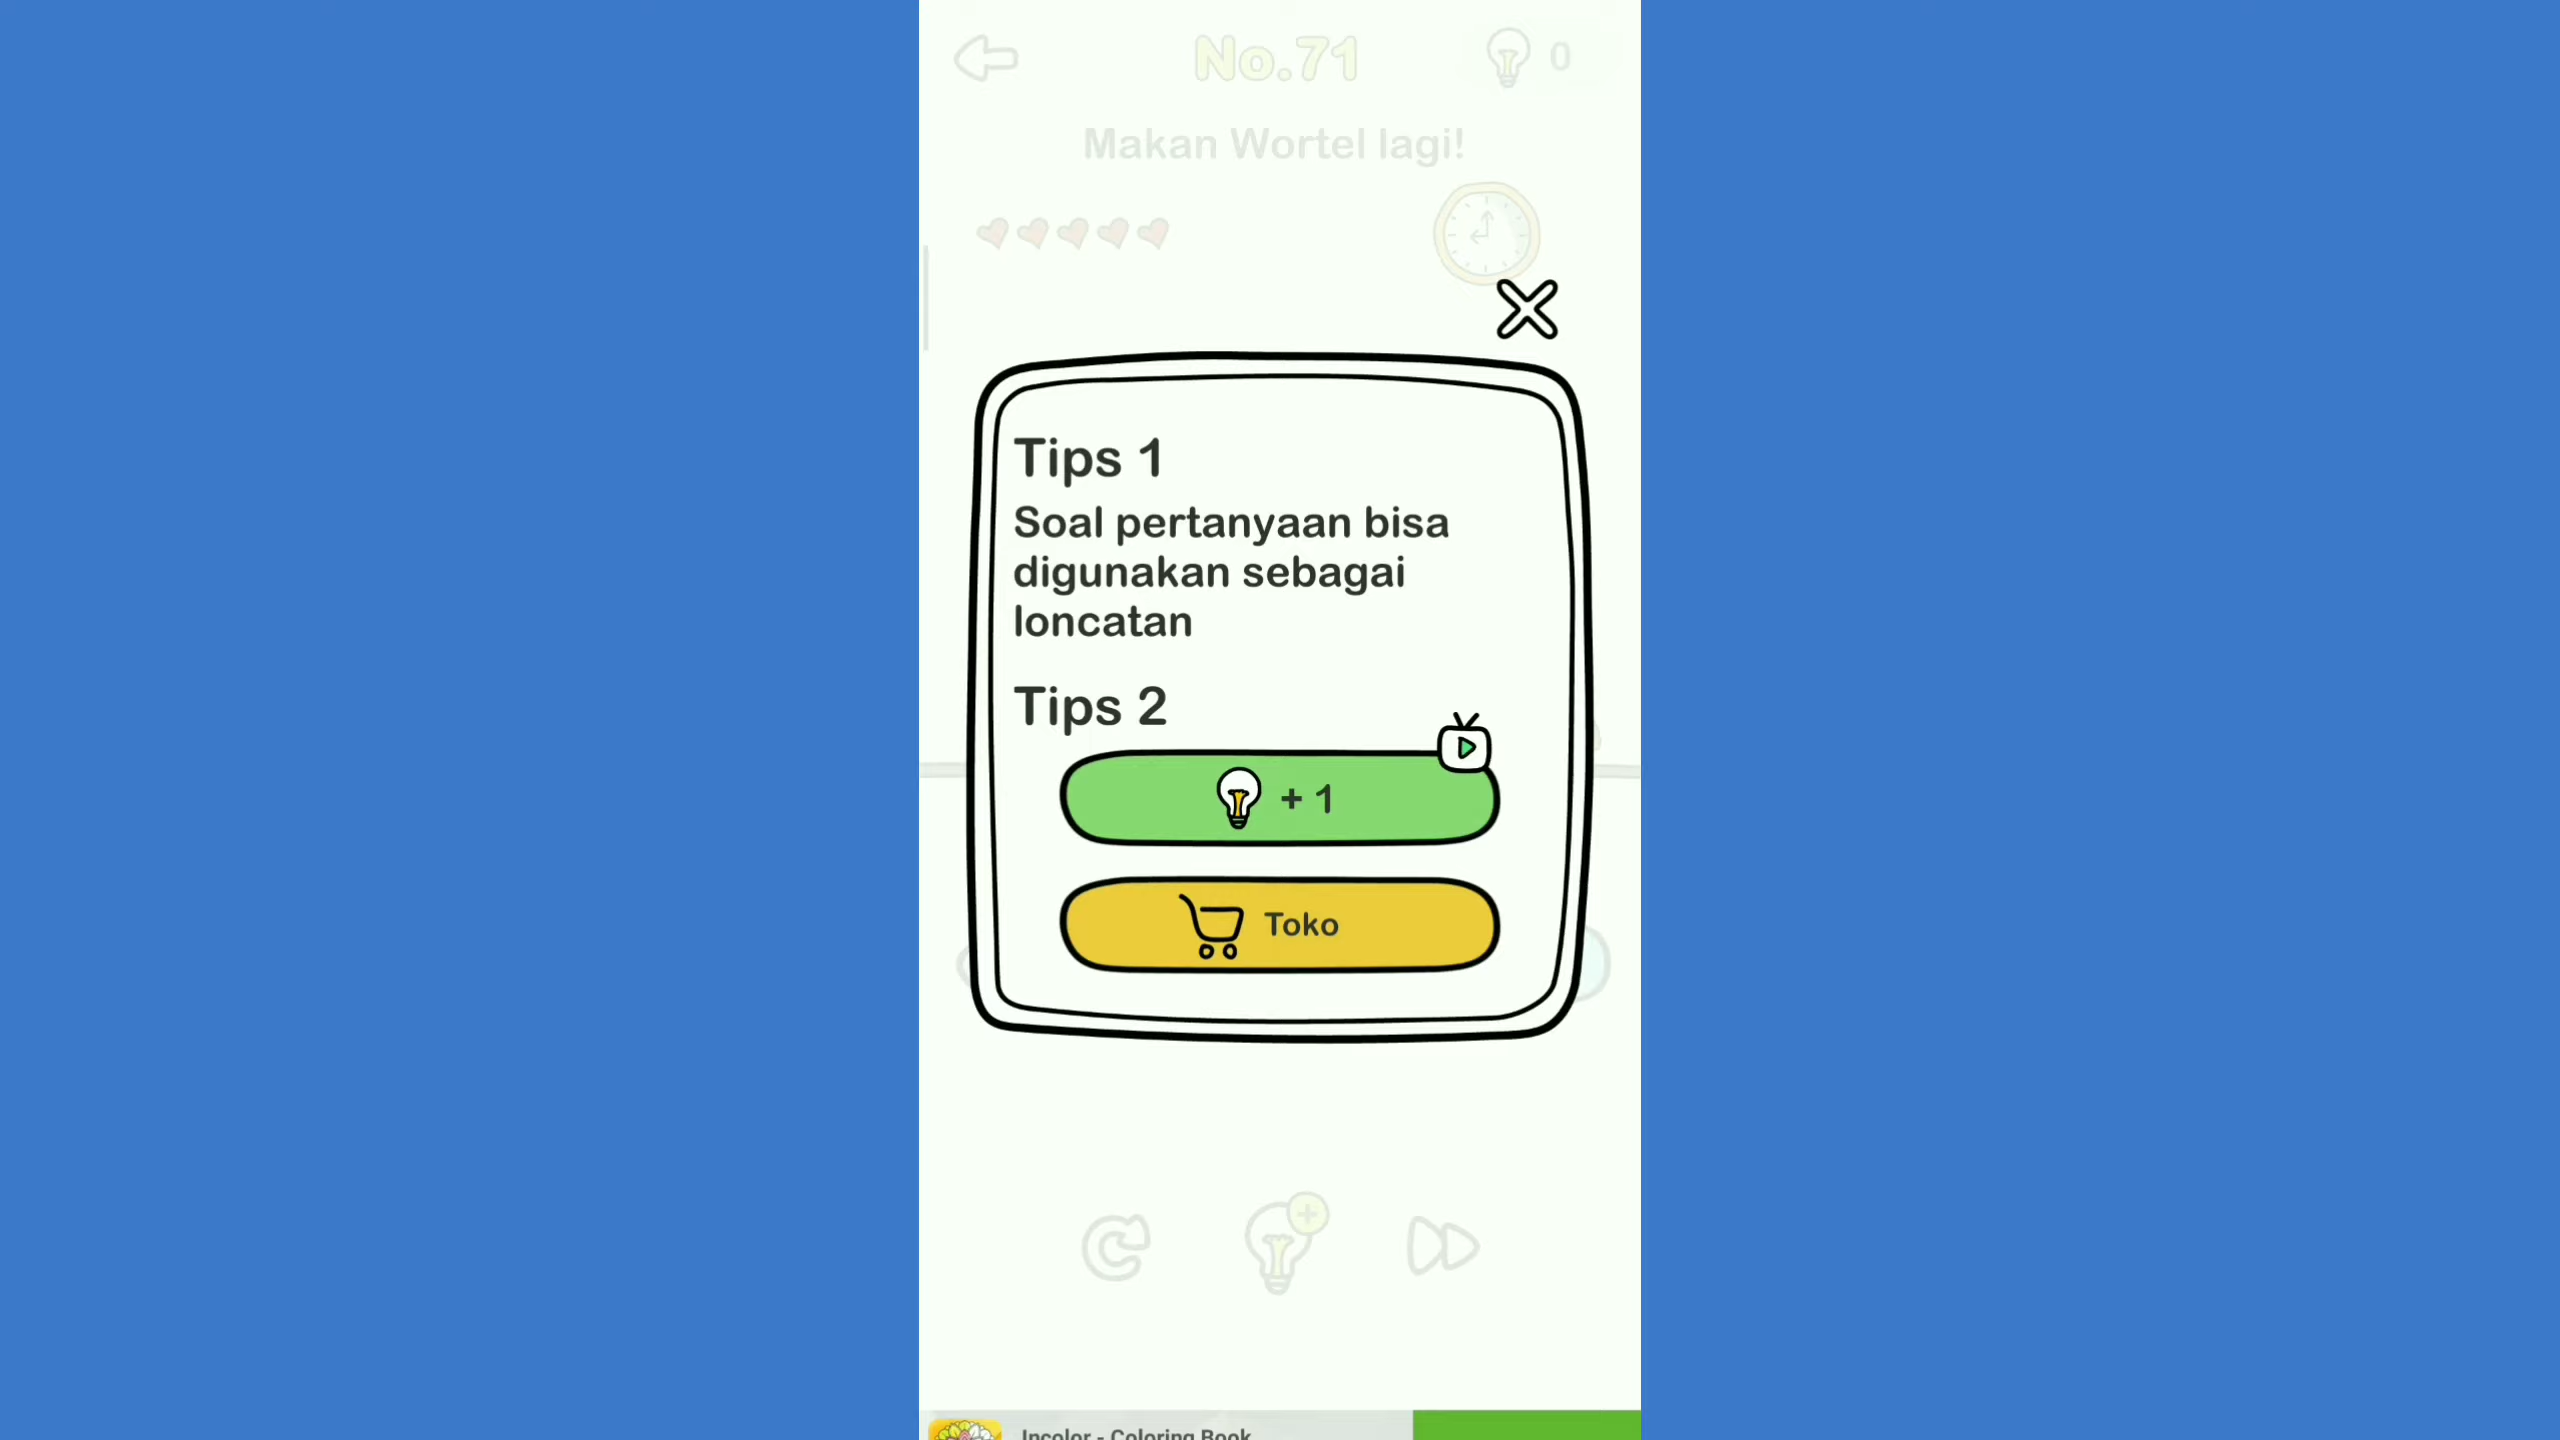 No.71
0
Makan Wortel lagi!
Tips 1
Soal pertanyaan bisa
digunakan sebagai
loncatan
Tips 2
+ 1
Toko
Incolor - Coloring Book